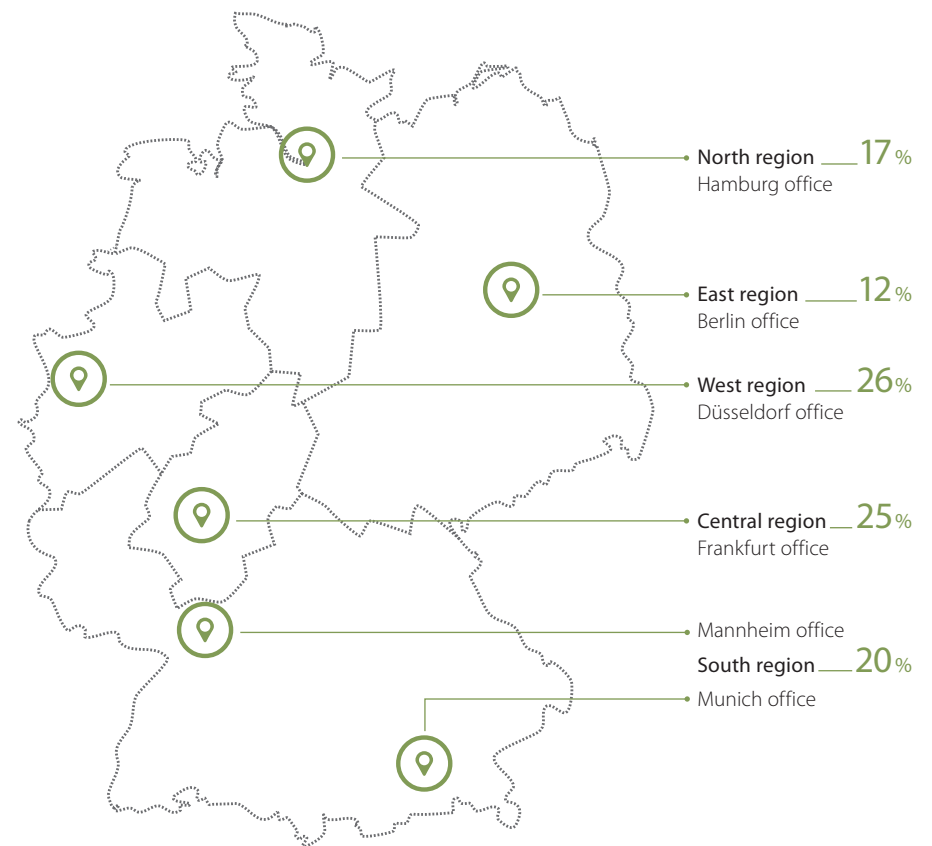 North region 17 %
Hamburg office
East region 12 %
Berlin office
West region 26 %
Düsseldorf office
Central region 25 %
Frankfurt office
Mannheim office
South region 20 %
Munich office